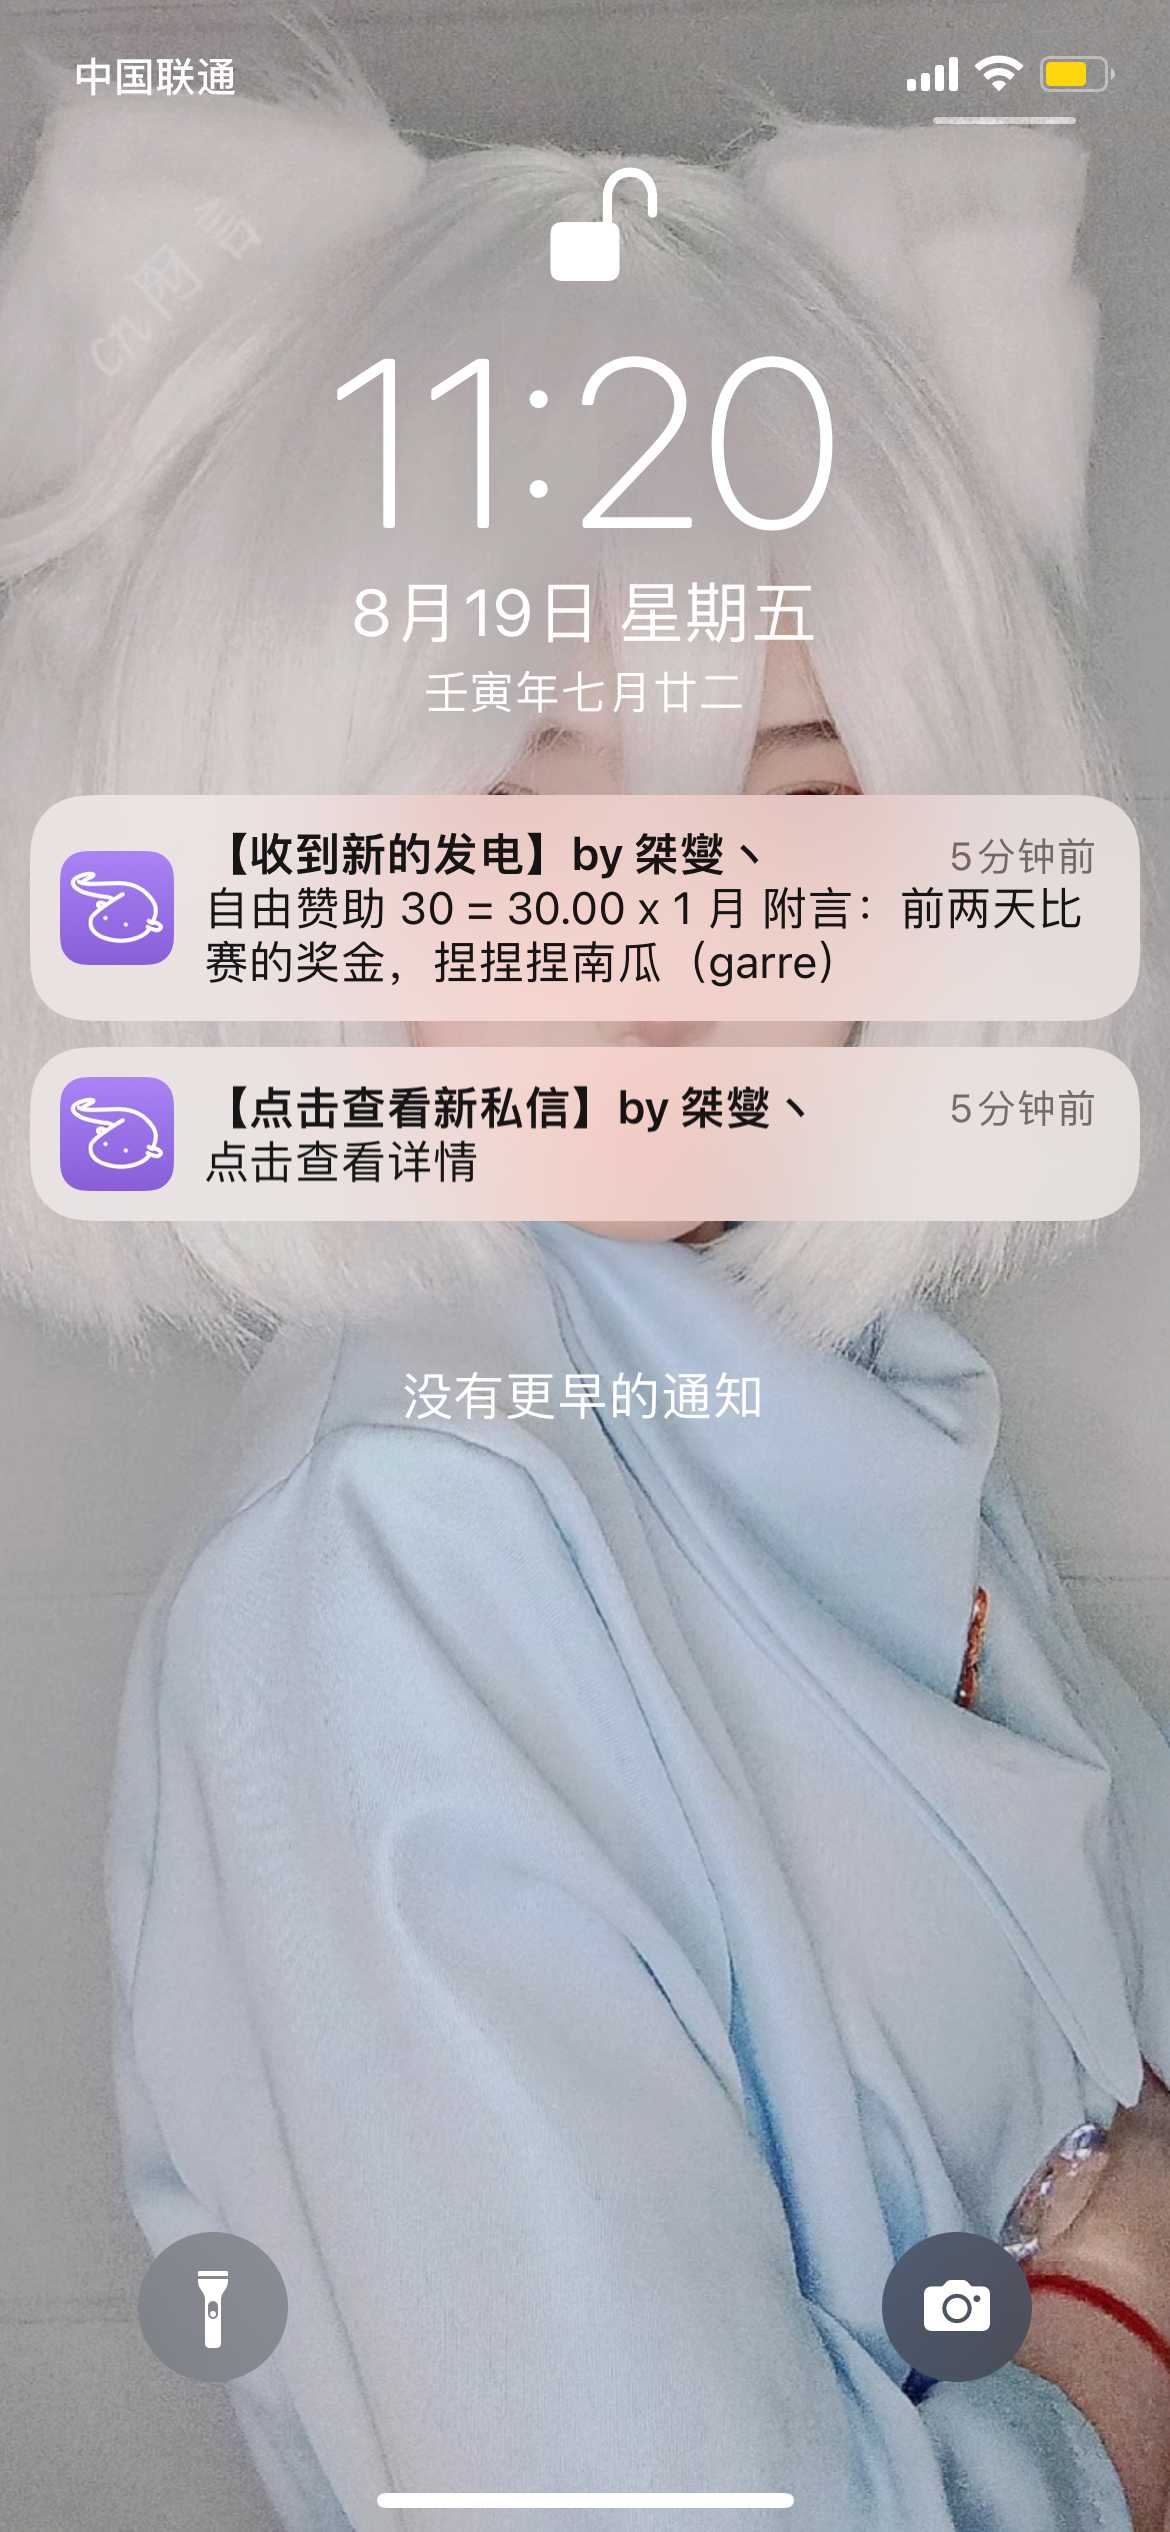 中国联通
11:20
8月19日 星期五
壬寅年七月廿二
【收到新的发电】by 桀燮丶
5分钟前
自由赞助 30 = 30.00 x 1 月 附言：前两天比
赛的奖金，捏捏捏南瓜（garre）
【点击查看新私信】by 桀燮丶
5分钟前
点击查看详情
没有更早的通知